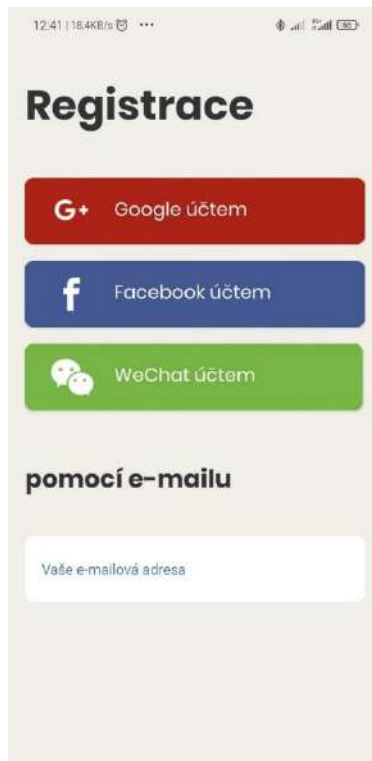 12:41 | 18.4KB/s ...
Registrace
G+ Google účtem
f Facebook účtem
WeChat účtem
pomocí e-mailu
Vaše e-mailová adresa